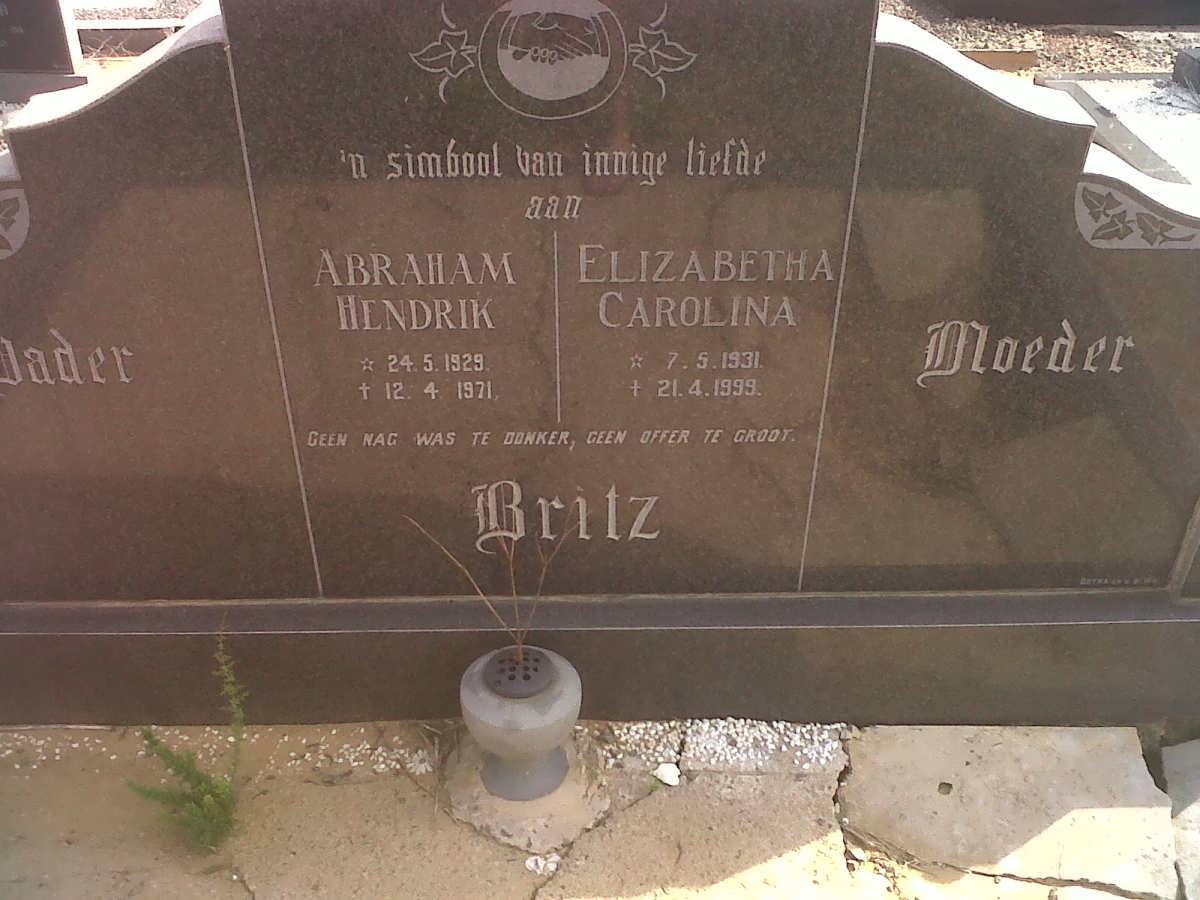 'n simbool van innige liefde
aan
ABRAHAM
HENDRIK
☆ 24.5.1929.
† 12.4 1971.
ELIZABETHA
CAROLINA
☆ 7.5.1931.
† 21.4.1999.
GEEN NAG WAS TE DONKER, GEEN OFFER TE GROOT.
Britz
Vader
Moeder